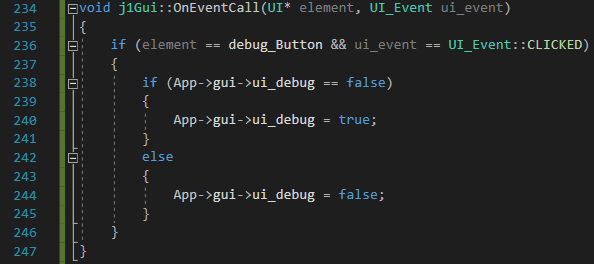 234 void j1Gui::OnEventCall(UI* element, UI_Event ui_event)
235 {
236 if (element == debug_Button && ui_event == UI_Event::CLICKED)
237 {
238 if (App->gui->ui_debug == false)
239 {
240 App->gui->ui_debug = true;
241 }
242 else
243 {
244 App->gui->ui_debug = false;
245 }
246 }
247 }